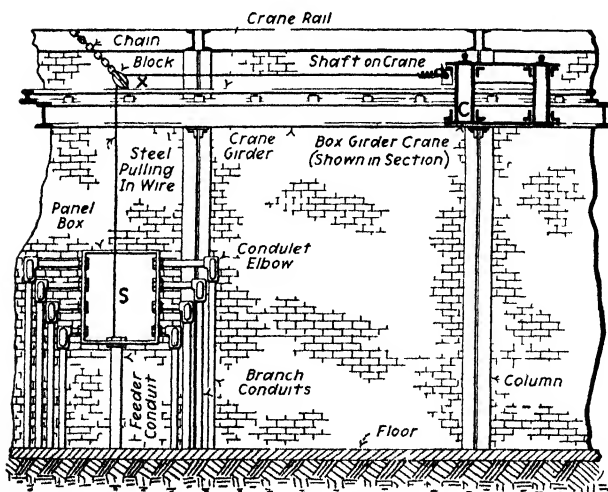 Crane Rail
Chain
Block
X
Shaft on Crane
C
Steel
Pulling
In Wire
Crane
Girder
Box Girder Crane
(Shown in Section)
Panel
Box
Condulet
Elbow
S
Feeder
Conduit
Branch
Conduits
Column
Floor